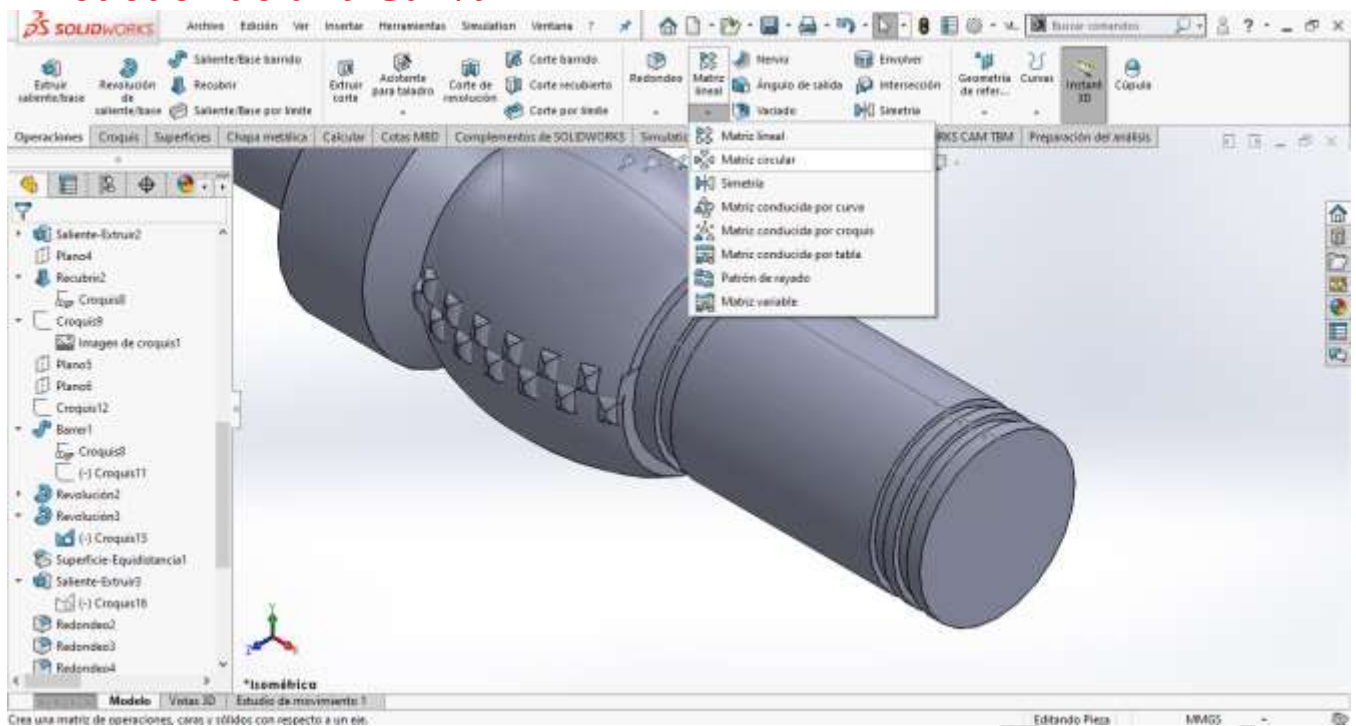 SOLIDWORKS Archivo Edición Ver Insertar Herramientas Simulation Ventana ?
Buscar comandos
Extruir saliente/base
Revolución de saliente/base
Saliente/Base barrido
Recubrir
Saliente/Base por límite
Extruir corte
Asistente para taladro
Corte de revolución
Corte barrido
Corte recubierto
Corte por límite
Redondeo
Matriz lineal
Nervio
Ángulo de salida
Vaciado
Envolver
Intersección
Simetría
Geometría de refer...
Curvas
Instant 3D
Cúpula
Operaciones Croquis Superficies Chapa metálica Calcular Cotas MBD Complementos de SOLIDWORKS
Preparación del análisis
Matriz lineal
Matriz circular
Simetría
Matriz conducida por curva
Matriz conducida por croquis
Matriz conducida por tabla
Patrón de rayado
Matriz variable
Saliente-Extruir2
Plano4
Recubrir2
Croquis9
Imagen de croquis1
Plano5
Plano6
Croquis12
Barrer1
(-) Croquis11
Revolución2
Revolución3
(-) Croquis15
Superficie-Equidistancia1
Saliente-Extruir3
(-) Croquis16
Redondeo2
Redondeo3
Redondeo4
Y
*Isométrica
Modelo Vistas 3D Estudio de movimiento 1
Crea una matriz de operaciones, caras y sólidos con respecto a un eje.
Editando Pieza MMGS